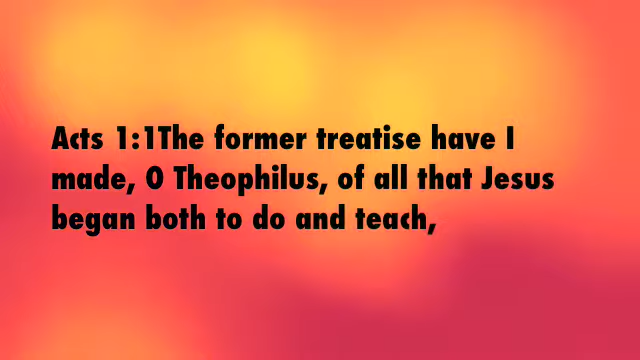 Acts 1:1The former treatise have I
made, O Theophilus, of all that Jesus
began both to do and teach,